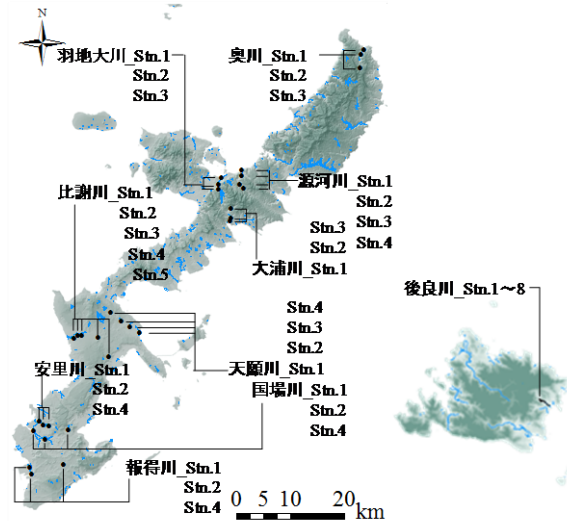 N
羽地大川_Stn.1
Stn.2
Stn.3
奥川_Stn.1
Stn.2
Stn.3
源河川_Stn.1
Stn.2
Stn.3
Stn.4
比謝川_Stn.1
Stn.2
Stn.3
Stn.4
Stn.5
Stn.3
Stn.2
大浦川_Stn.1
後良川_Stn.1～8
Stn.4
Stn.3
Stn.2
天願川_Stn.1
安里川_Stn.1
Stn.2
Stn.4
国場川_Stn.1
Stn.2
Stn.4
報得川_Stn.1
Stn.2
Stn.4
0 5 10 20
km